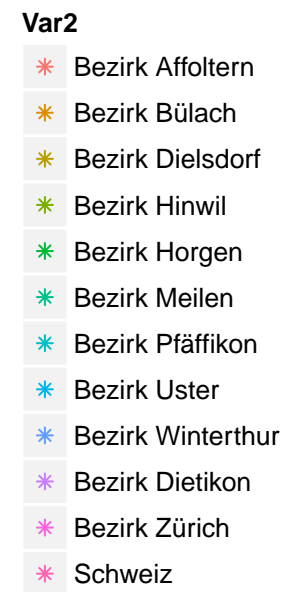 Var2
Bezirk Affoltern
Bezirk Bülach
Bezirk Dielsdorf
Bezirk Hinwil
Bezirk Horgen
Bezirk Meilen
Bezirk Pfäffikon
Bezirk Uster
Bezirk Winterthur
Bezirk Dietikon
Bezirk Zürich
Schweiz